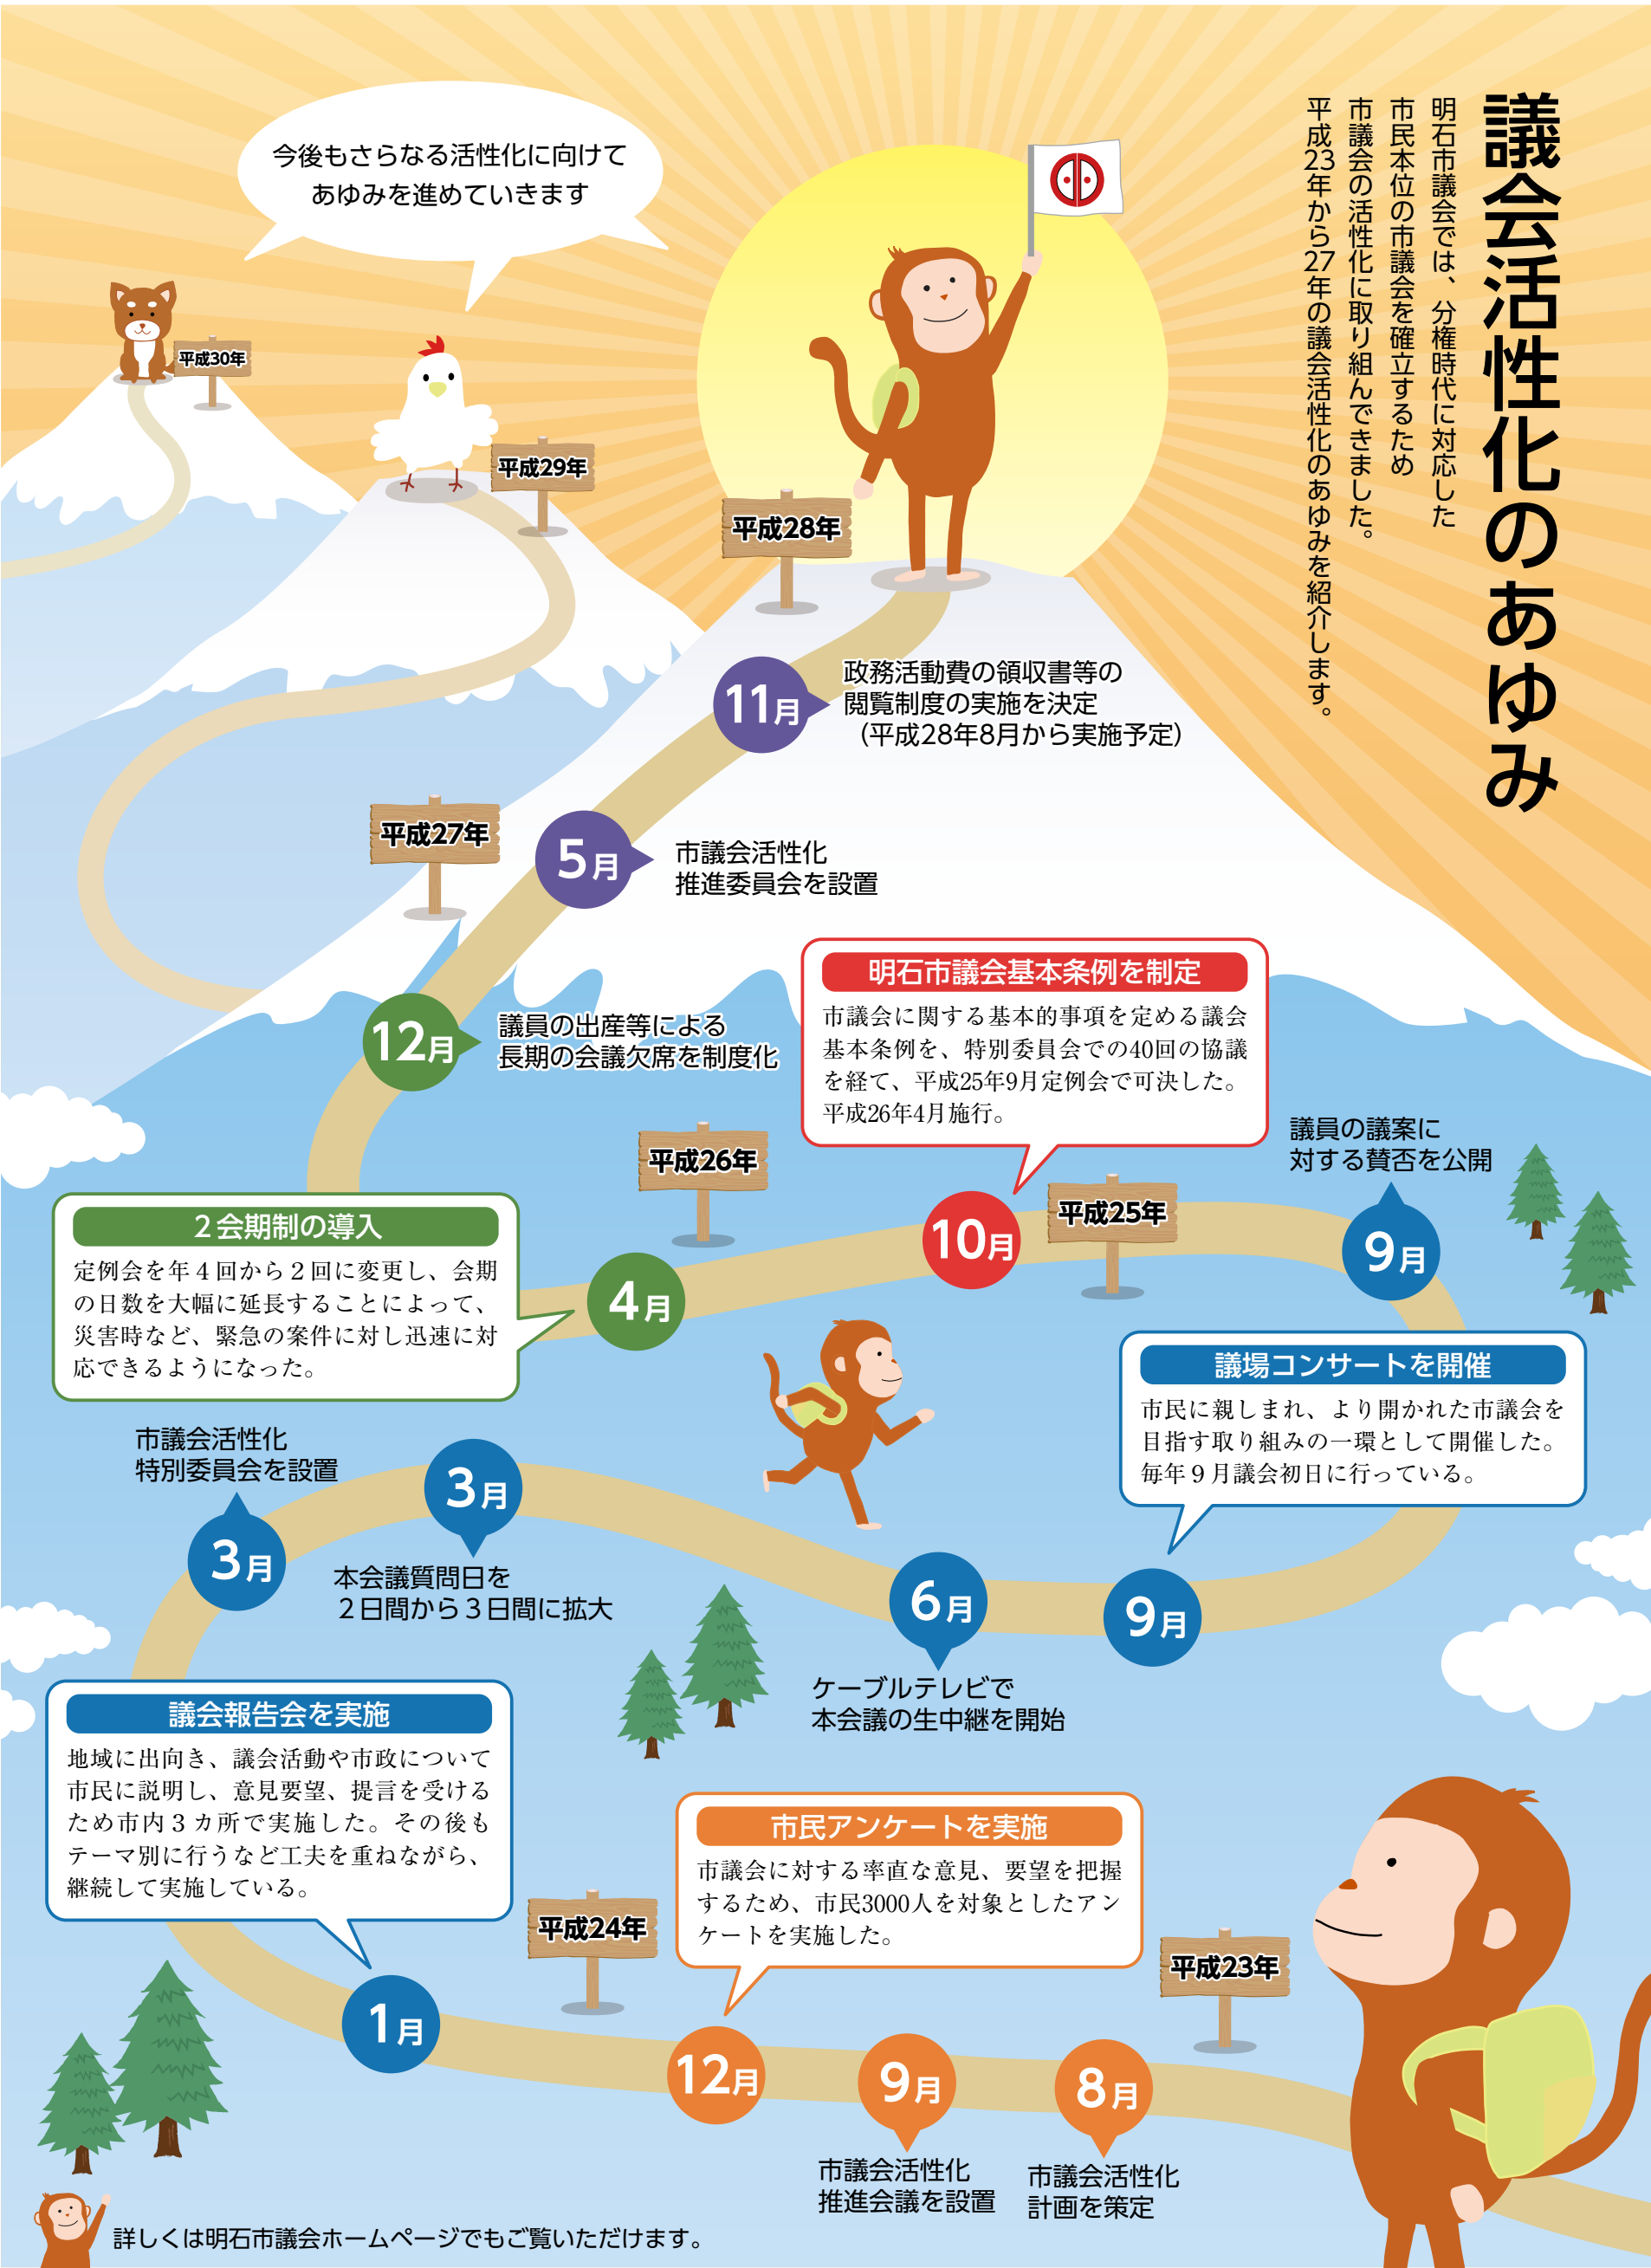 議会活性化のあゆみ
明石市議会では、分権時代に対応した
市民本位の市議会を確立するため
市議会の活性化に取り組んできました。
平成23年から27年の議会活性化のあゆみを紹介します。
今後もさらなる活性化に向けて
あゆみを進めていきます
平成30年
平成29年
平成28年
11月
政務活動費の領収書等の
閲覧制度の実施を決定
（平成28年8月から実施予定）
平成27年
5月
市議会活性化
推進委員会を設置
12月
議員の出産等による
長期の会議欠席を制度化
明石市議会基本条例を制定
市議会に関する基本的事項を定める議会
基本条例を、特別委員会での40回の協議
を経て、平成25年9月定例会で可決した。
平成26年4月施行。
平成26年
10月
平成25年
議員の議案に
対する賛否を公開
9月
２会期制の導入
定例会を年４回から２回に変更し、会期
の日数を大幅に延長することによって、
災害時など、緊急の案件に対し迅速に対
応できるようになった。
4月
議場コンサートを開催
市民に親しまれ、より開かれた市議会を
目指す取り組みの一環として開催した。
毎年９月議会初日に行っている。
市議会活性化
特別委員会を設置
3月
3月
本会議質問日を
２日間から３日間に拡大
6月
ケーブルテレビで
本会議の生中継を開始
9月
議会報告会を実施
地域に出向き、議会活動や市政について
市民に説明し、意見要望、提言を受ける
ため市内３カ所で実施した。その後も
テーマ別に行うなど工夫を重ねながら、
継続して実施している。
1月
平成24年
市民アンケートを実施
市議会に対する率直な意見、要望を把握
するため、市民3000人を対象としたアン
ケートを実施した。
平成23年
12月
9月
市議会活性化
推進会議を設置
8月
市議会活性化
計画を策定
詳しくは明石市議会ホームページでもご覧いただけます。